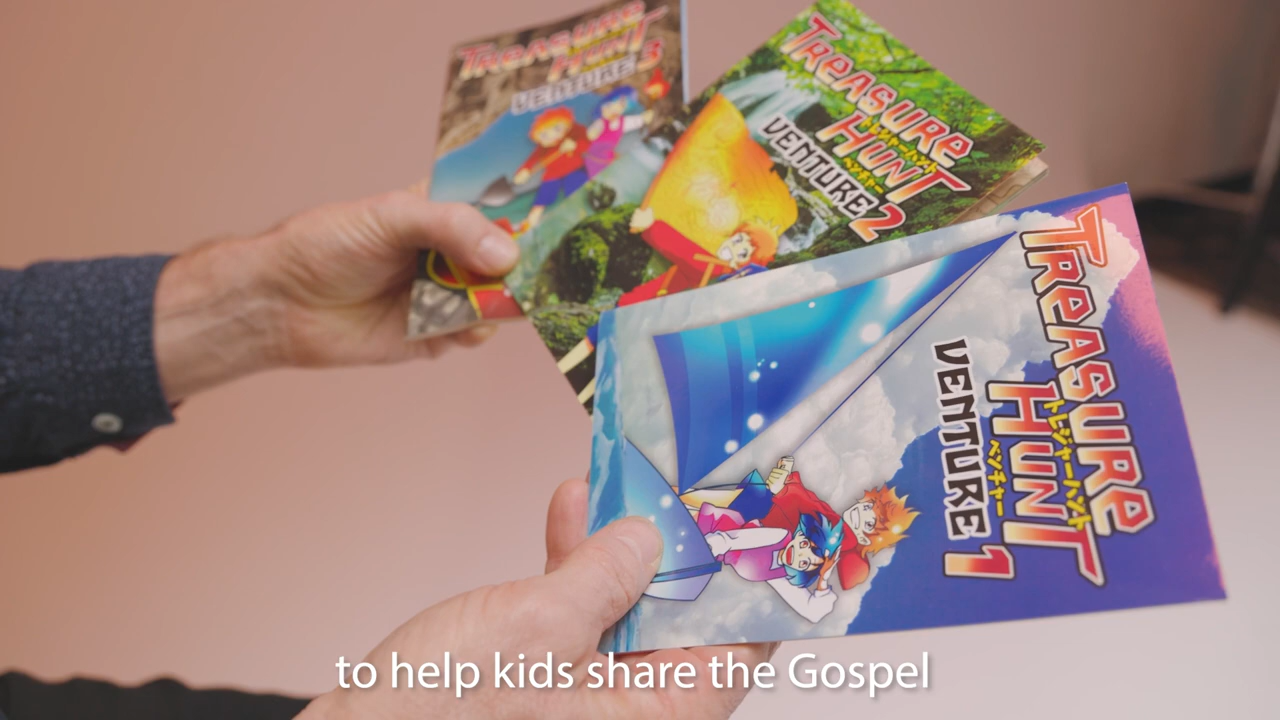 TREASURE
HUNT
VENTURE 3
TREASURE
トレジャーハント
HUNT
ベンチャー
VENTURE 2
TREASURE
トレジャーハント
HUNT
ベンチャー
VENTURE 1
to help kids share the Gospel